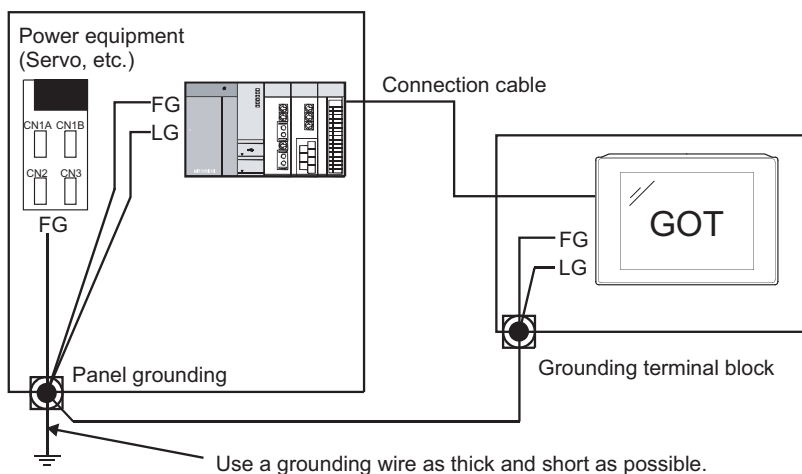 Power equipment
(Servo, etc.)
CN1A CN1B
CN2 CN3
FG
FG
LG
Connection cable
GOT
FG
LG
Panel grounding
Grounding terminal block
Use a grounding wire as thick and short as possible.